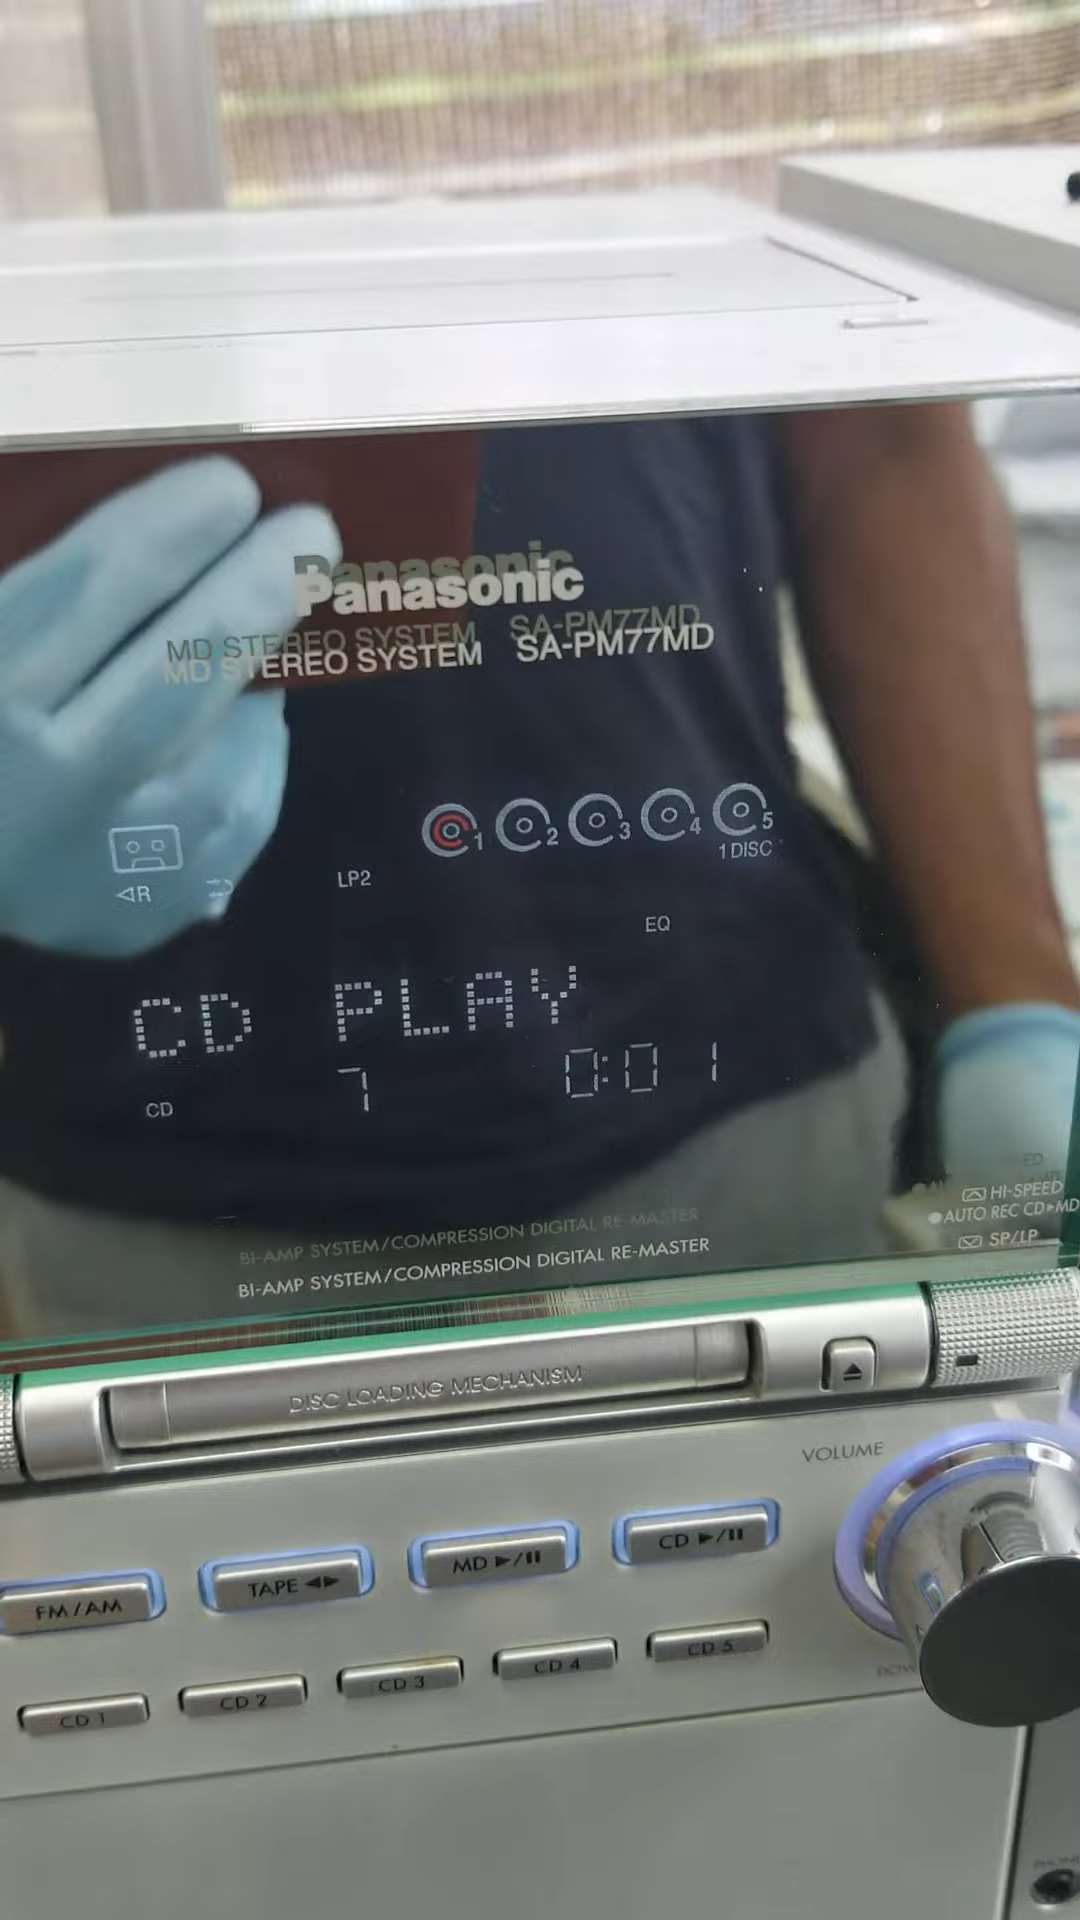 Panasonic
MD STEREO SYSTEM SA-PM77MD
1 2 3 4 5
1 DISC
◁R
LP2
EQ
CD PLAY
CD 7 0:01
HI-SPEED
AUTO REC CD▸MD
SP/LP
BI-AMP SYSTEM/COMPRESSION DIGITAL RE-MASTER
DISC LOADING MECHANISM
VOLUME
FM/AM TAPE ◀▶ MD ▶/❚❚ CD ▶/❚❚
CD 1 CD 2 CD 3 CD 4 CD 5